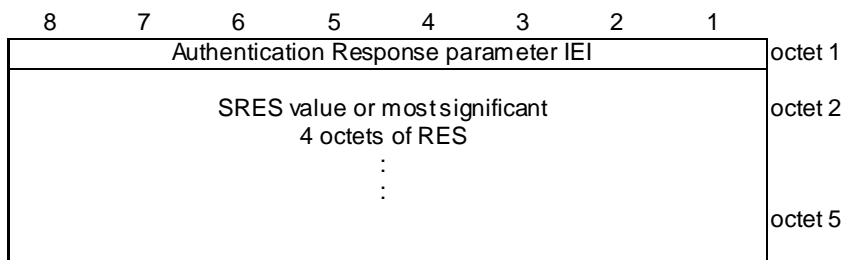 8 7 6 5 4 3 2 1
Authentication Response parameter IEI octet 1
SRES value or most significant octet 2
4 octets of RES
:
:
octet 5